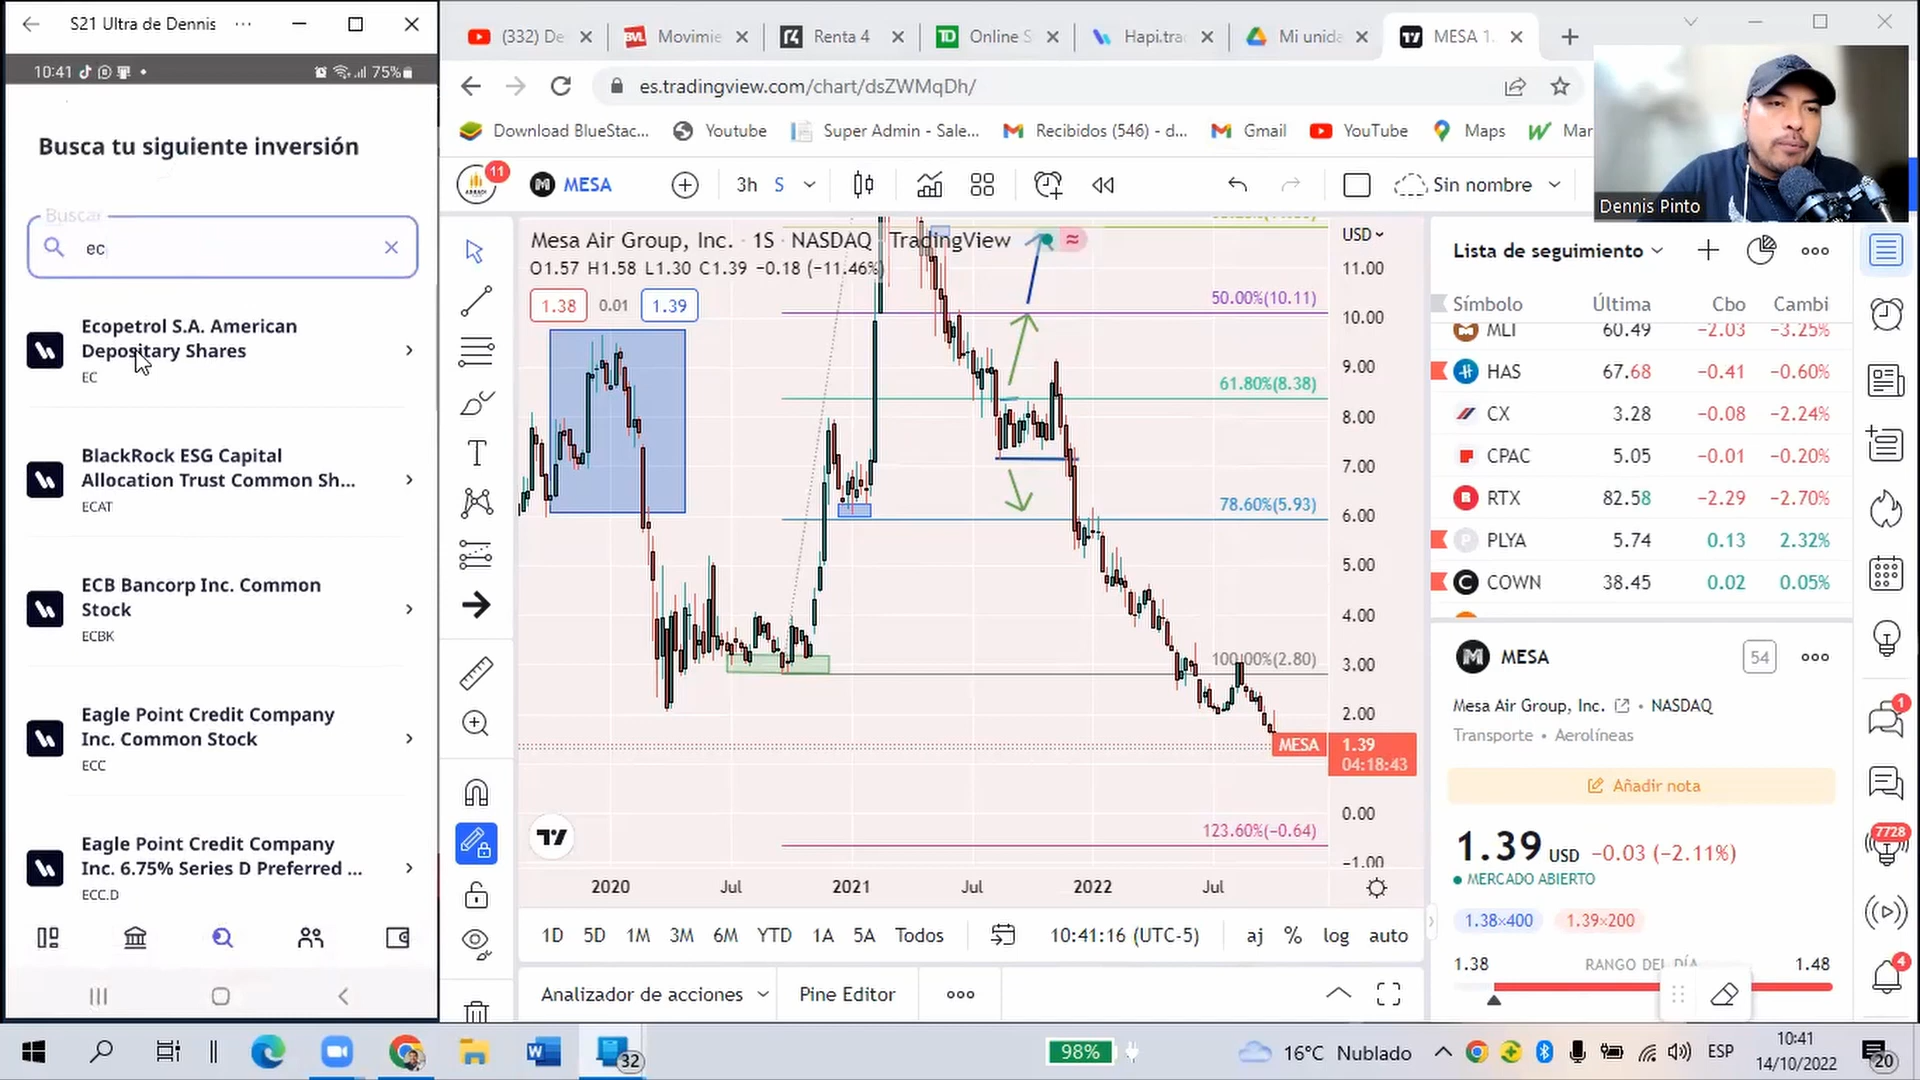 S21 Ultra de Dennis
10:41
75%
Busca tu siguiente inversión
Buscar
ec
Ecopetrol S.A. American
Depositary Shares
EC
BlackRock ESG Capital
Allocation Trust Common Sh...
ECAT
ECB Bancorp Inc. Common
Stock
ECBK
Eagle Point Credit Company
Inc. Common Stock
ECC
Eagle Point Credit Company
Inc. 6.75% Series D Preferred ...
ECC.D
(332) De
BVL
Movimie
Renta 4
Online S
Hapi.tra
Mi unida
MESA 1.
es.tradingview.com/chart/dsZWMqDh/
Download BlueStac...
Youtube
Super Admin - Sale...
Recibidos (546) - d...
Gmail
YouTube
Maps
Mar
Dennis Pinto
11
MESA
3h
S
Sin nombre
Mesa Air Group, Inc. · 1S · NASDAQ
TradingView
O1.57 H1.58 L1.30 C1.39 −0.18 (−11.46%)
1.38
0.01
1.39
50.00%(10.11)
61.80%(8.38)
78.60%(5.93)
100.00%(2.80)
123.60%(−0.64)
USD
11.00
10.00
9.00
8.00
7.00
6.00
5.00
4.00
3.00
2.00
MESA
1.39
04:18:43
0.00
−1.00
2020
Jul
2021
Jul
2022
Jul
1D
5D
1M
3M
6M
YTD
1A
5A
Todos
10:41:16 (UTC-5)
aj
%
log
auto
Analizador de acciones
Pine Editor
Lista de seguimiento
Símbolo
Última
Cbo
Cambi
MLI 60.49 −2.03 −3.25%
HAS 67.68 −0.41 −0.60%
CX 3.28 −0.08 −2.24%
CPAC 5.05 −0.01 −0.20%
RTX 82.58 −2.29 −2.70%
PLYA 5.74 0.13 2.32%
COWN 38.45 0.02 0.05%
MESA
54
Mesa Air Group, Inc. • NASDAQ
Transporte • Aerolíneas
Añadir nota
1.39 USD −0.03 (−2.11%)
MERCADO ABIERTO
1.38×400
1.39×200
1.38
RANGO DEL DÍA
1.48
1
7728
4
32
98%
16°C Nublado
ESP
10:41
14/10/2022
20